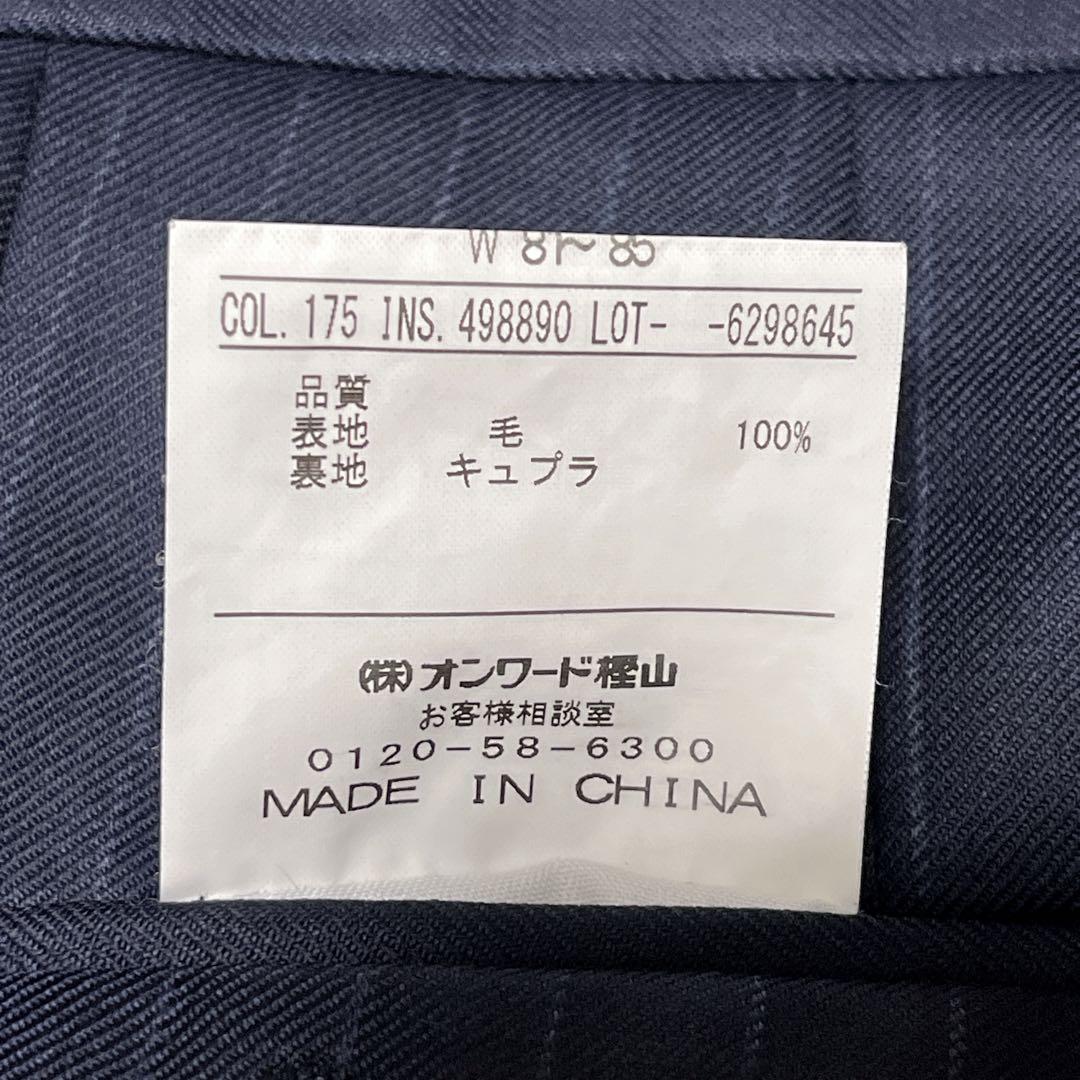 W 81〜85
COL. 175 INS. 498890 LOT- -6298645
品質
表地 毛 100%
裏地 キュプラ
(株)オンワード樫山
お客様相談室
0120-58-6300
MADE IN CHINA